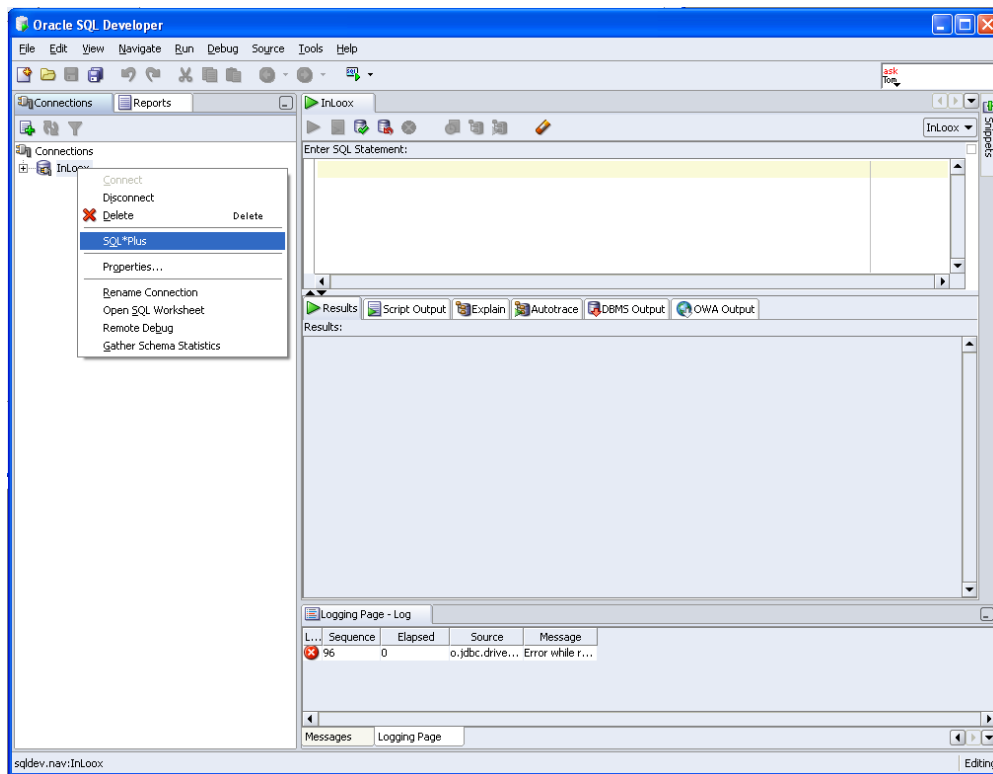 Oracle SQL Developer
File Edit View Navigate Run Debug Source Tools Help
ask
Tom
Connections Reports
InLoox
InLoox
Snippets
Connections
Enter SQL Statement:
InLoox
Connect
Disconnect
Delete Delete
SQL*Plus
Properties...
Rename Connection
Open SQL Worksheet
Remote Debug
Gather Schema Statistics
Results Script Output Explain Autotrace DBMS Output OWA Output
Results:
Logging Page - Log
L... Sequence Elapsed Source Message
96 0 o.jdbc.drive... Error while r...
Messages Logging Page
sqldev.nav:InLoox Editing